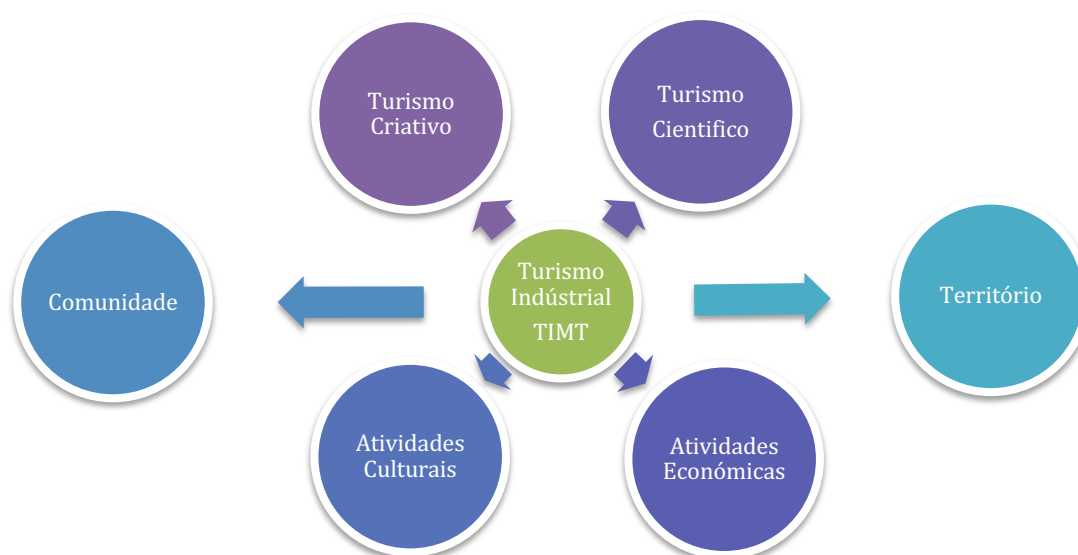 Turismo
Criativo
Turismo
Cientifico
Comunidade
Turismo
Indústrial
TIMT
Território
Atividades
Culturais
Atividades
Económicas